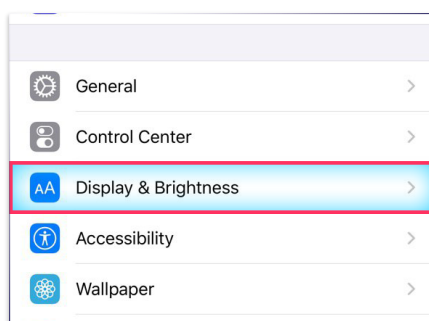 General
Control Center
AA Display & Brightness
Accessibility
Wallpaper